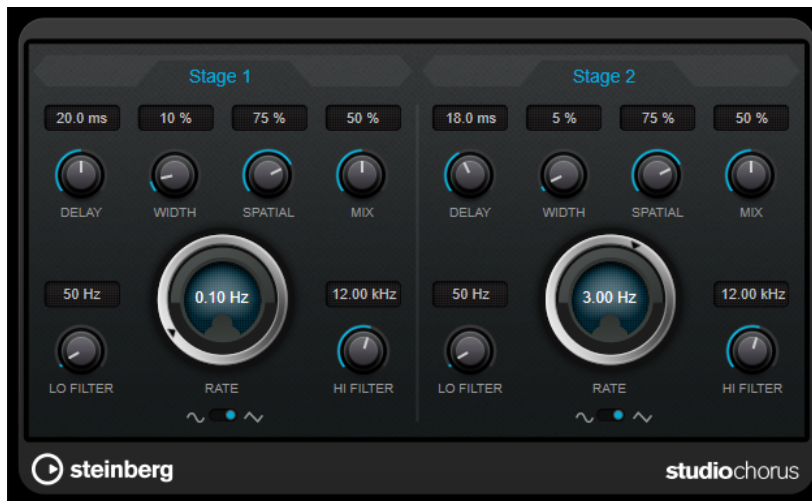 Stage 1
Stage 2
20.0 ms 10 % 75 % 50 %
18.0 ms 5 % 75 % 50 %
DELAY WIDTH SPATIAL MIX
DELAY WIDTH SPATIAL MIX
50 Hz 0.10 Hz 12.00 kHz
50 Hz 3.00 Hz 12.00 kHz
LO FILTER RATE HI FILTER
LO FILTER RATE HI FILTER
steinberg
studiochorus